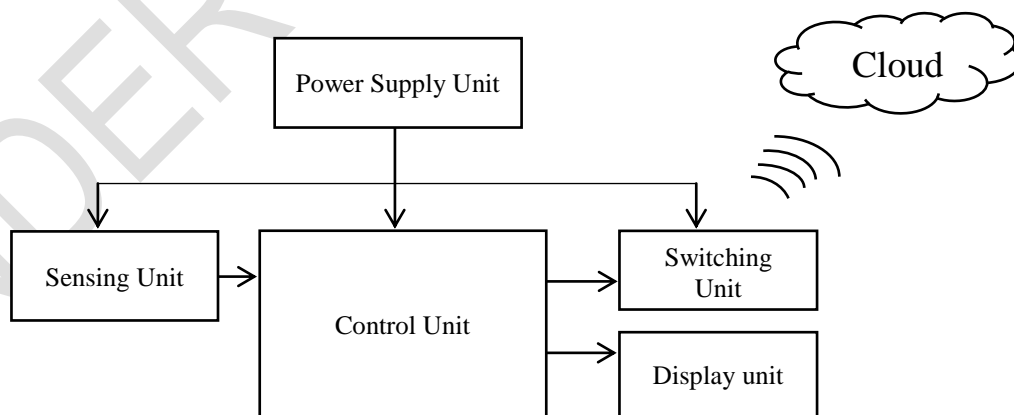 Cloud
Power Supply Unit
Sensing Unit
Control Unit
Switching
Unit
Display unit